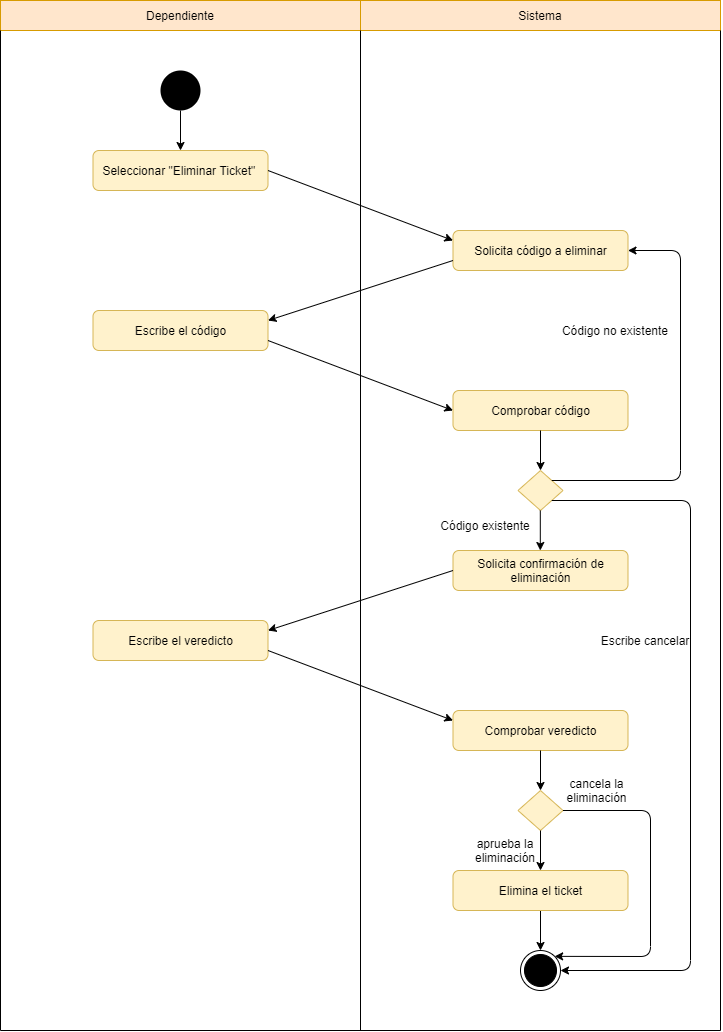 Dependiente
Sistema
Seleccionar "Eliminar Ticket"
Solicita código a eliminar
Escribe el código
Código no existente
Comprobar código
Código existente
Solicita confirmación de
eliminación
Escribe el veredicto
Escribe cancelar
Comprobar veredicto
cancela la
eliminación
aprueba la
eliminación
Elimina el ticket